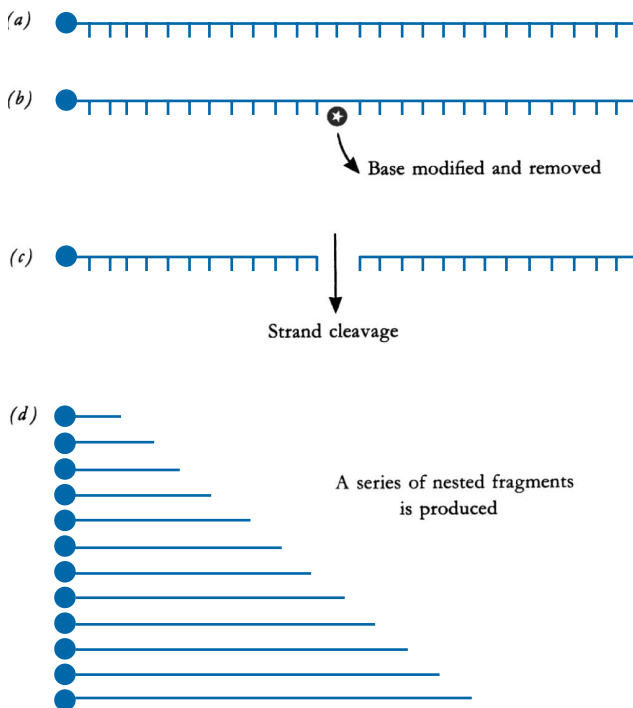 (a)
(b)
Base modified and removed
(c)
Strand cleavage
(d)
A series of nested fragments
is produced